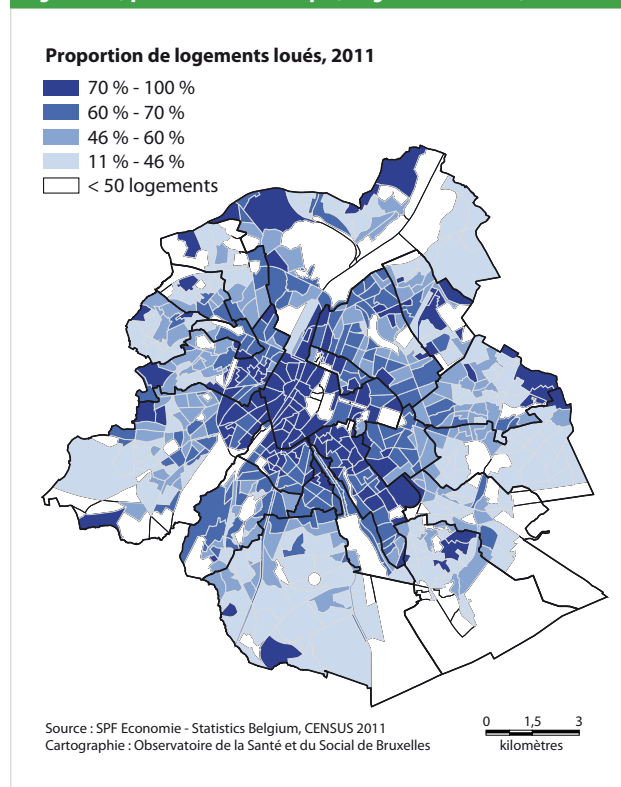 Proportion de logements loués, 2011
70 % - 100 %
60 % - 70 %
46 % - 60 %
11 % - 46 %
< 50 logements
Source : SPF Economie - Statistics Belgium, CENSUS 2011
Cartographie : Observatoire de la Santé et du Social de Bruxelles
0 1,5 3
kilomètres